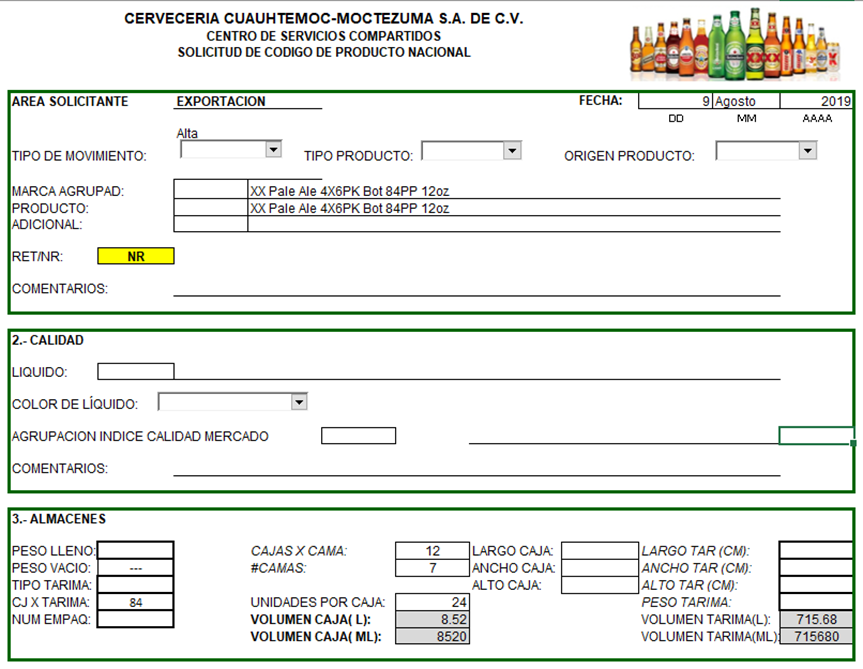 CERVECERIA CUAUHTEMOC-MOCTEZUMA S.A. DE C.V.
CENTRO DE SERVICIOS COMPARTIDOS
SOLICITUD DE CODIGO DE PRODUCTO NACIONAL
AREA SOLICITANTE EXPORTACION FECHA: 9 Agosto 2019
DD MM AAAA
Alta
TIPO DE MOVIMIENTO: TIPO PRODUCTO: ORIGEN PRODUCTO:
MARCA AGRUPAD: XX Pale Ale 4X6PK Bot 84PP 12oz
PRODUCTO: XX Pale Ale 4X6PK Bot 84PP 12oz
ADICIONAL:
RET/NR: NR
COMENTARIOS:
2.- CALIDAD
LIQUIDO:
COLOR DE LÍQUIDO:
AGRUPACION INDICE CALIDAD MERCADO
COMENTARIOS:
3.- ALMACENES
PESO LLENO: CAJAS X CAMA: 12 LARGO CAJA: LARGO TAR (CM):
PESO VACIO: --- #CAMAS: 7 ANCHO CAJA: ANCHO TAR (CM):
TIPO TARIMA: ALTO CAJA: ALTO TAR (CM):
CJ X TARIMA: 84 UNIDADES POR CAJA: 24 PESO TARIMA:
NUM EMPAQ: VOLUMEN CAJA( L): 8.52 VOLUMEN TARIMA(L): 715.68
VOLUMEN CAJA( ML): 8520 VOLUMEN TARIMA(ML): 715680